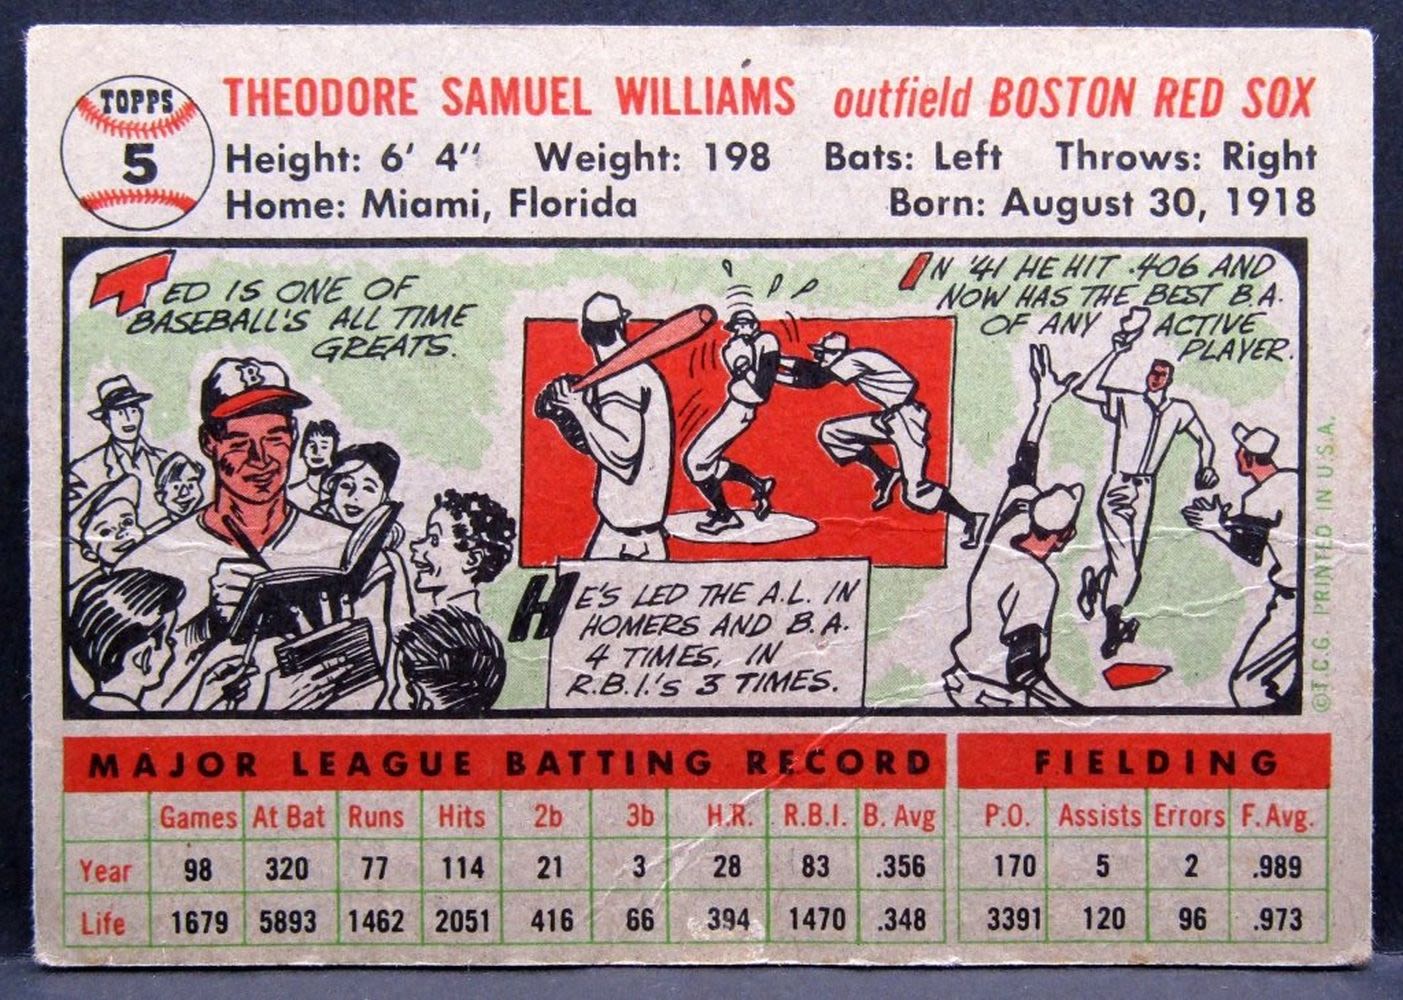 TOPPS
5
THEODORE SAMUEL WILLIAMS outfield BOSTON RED SOX
Height: 6' 4" Weight: 198 Bats: Left Throws: Right
Home: Miami, Florida Born: August 30, 1918
TED IS ONE OF
BASEBALL'S ALL TIME
GREATS.
B
HE'S LED THE A.L. IN
HOMERS AND B.A.
4 TIMES, IN
R.B.I.'S 3 TIMES.
IN '41 HE HIT .406 AND
NOW HAS THE BEST B.A.
OF ANY ACTIVE
PLAYER.
©T.C.G. PRINTED IN U.S.A.
MAJOR LEAGUE BATTING RECORD FIELDING
Games At Bat Runs Hits 2b 3b H.R. R.B.I. B. Avg P.O. Assists Errors F. Avg.
Year 98 320 77 114 21 3 28 83 .356 170 5 2 .989
Life 1679 5893 1462 2051 416 66 394 1470 .348 3391 120 96 .973